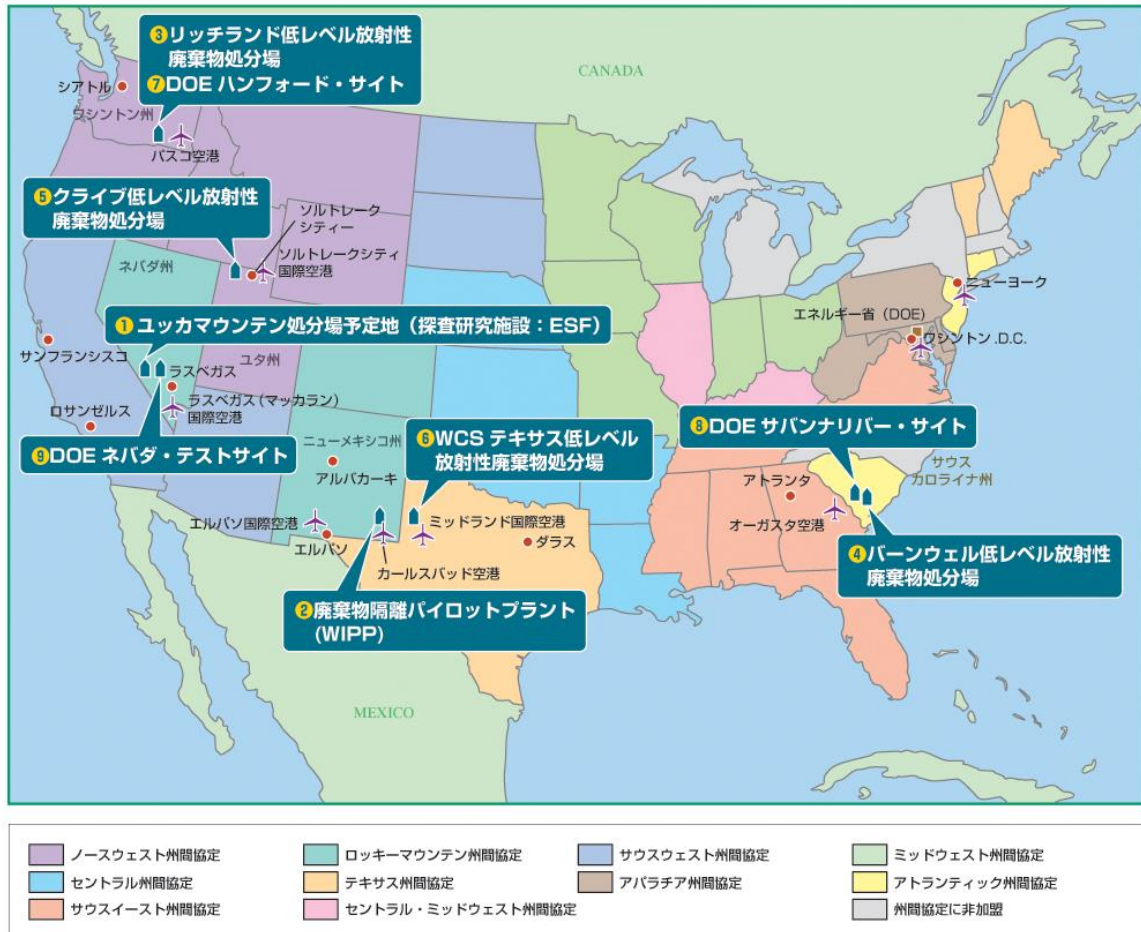 ❸リッチランド低レベル放射性
廃棄物処分場
❼DOE ハンフォード・サイト
CANADA
シアトル
ワシントン州
パスコ空港
❺クライブ低レベル放射性
廃棄物処分場
ソルトレーク
シティー
ソルトレークシティ
国際空港
ネバダ州
❶ユッカマウンテン処分場予定地（探査研究施設：ESF）
サンフランシスコ
ユタ州
ラスベガス
ラスベガス（マッカラン）
国際空港
ロサンゼルス
❾DOE ネバダ・テストサイト
ニューヨーク
エネルギー省（DOE）
ワシントン .D.C.
ニューメキシコ州
アルバカーキ
❻WCS テキサス低レベル
放射性廃棄物処分場
❽DOE サバンナリバー・サイト
サウス
カロライナ州
アトランタ
オーガスタ空港
エルパソ国際空港
エルパソ
ミッドランド国際空港
ダラス
カールスバッド空港
❹バーンウェル低レベル放射性
廃棄物処分場
❷廃棄物隔離パイロットプラント
(WIPP)
MEXICO
ノースウェスト州間協定
ロッキーマウンテン州間協定
サウスウェスト州間協定
ミッドウェスト州間協定
セントラル州間協定
テキサス州間協定
アパラチア州間協定
アトランティック州間協定
サウスイースト州間協定
セントラル・ミッドウェスト州間協定
州間協定に非加盟